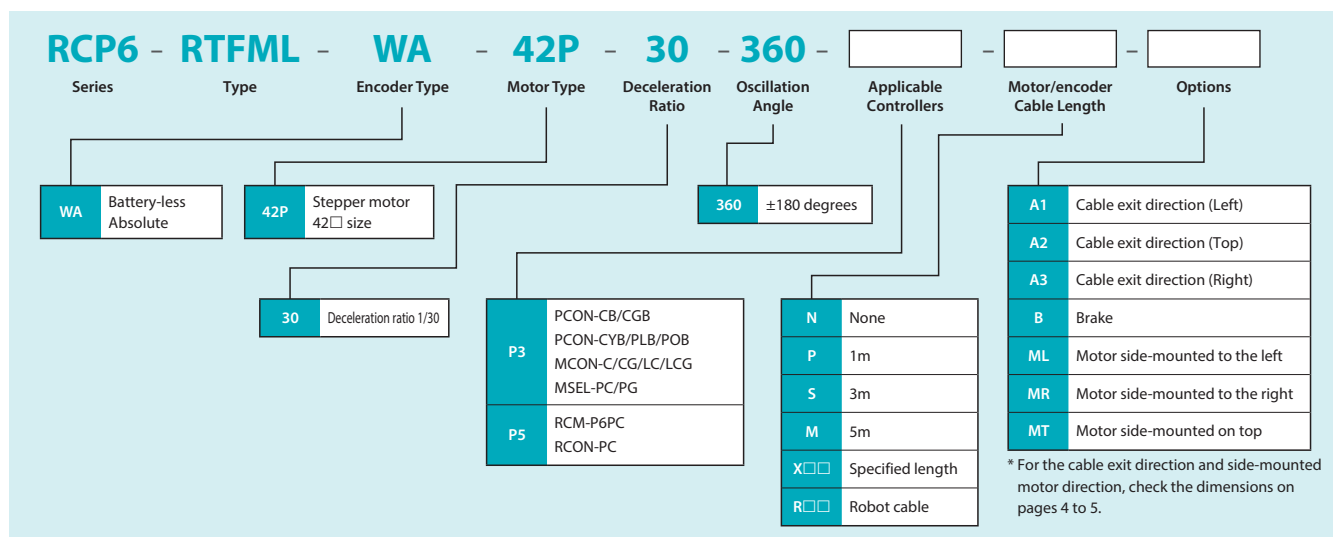 RCP6 - RTFML - WA - 42P - 30 - 360 - - -
Series Type Encoder Type Motor Type Deceleration Ratio Oscillation Angle Applicable Controllers Motor/encoder Cable Length Options
WA Battery-less Absolute
42P Stepper motor 42□ size
360 ±180 degrees
30 Deceleration ratio 1/30
P3 PCON-CB/CGB
PCON-CYB/PLB/POB
MCON-C/CG/LC/LCG
MSEL-PC/PG
P5 RCM-P6PC
RCON-PC
N None
P 1m
S 3m
M 5m
X□□ Specified length
R□□ Robot cable
A1 Cable exit direction (Left)
A2 Cable exit direction (Top)
A3 Cable exit direction (Right)
B Brake
ML Motor side-mounted to the left
MR Motor side-mounted to the right
MT Motor side-mounted on top
* For the cable exit direction and side-mounted
motor direction, check the dimensions on
pages 4 to 5.